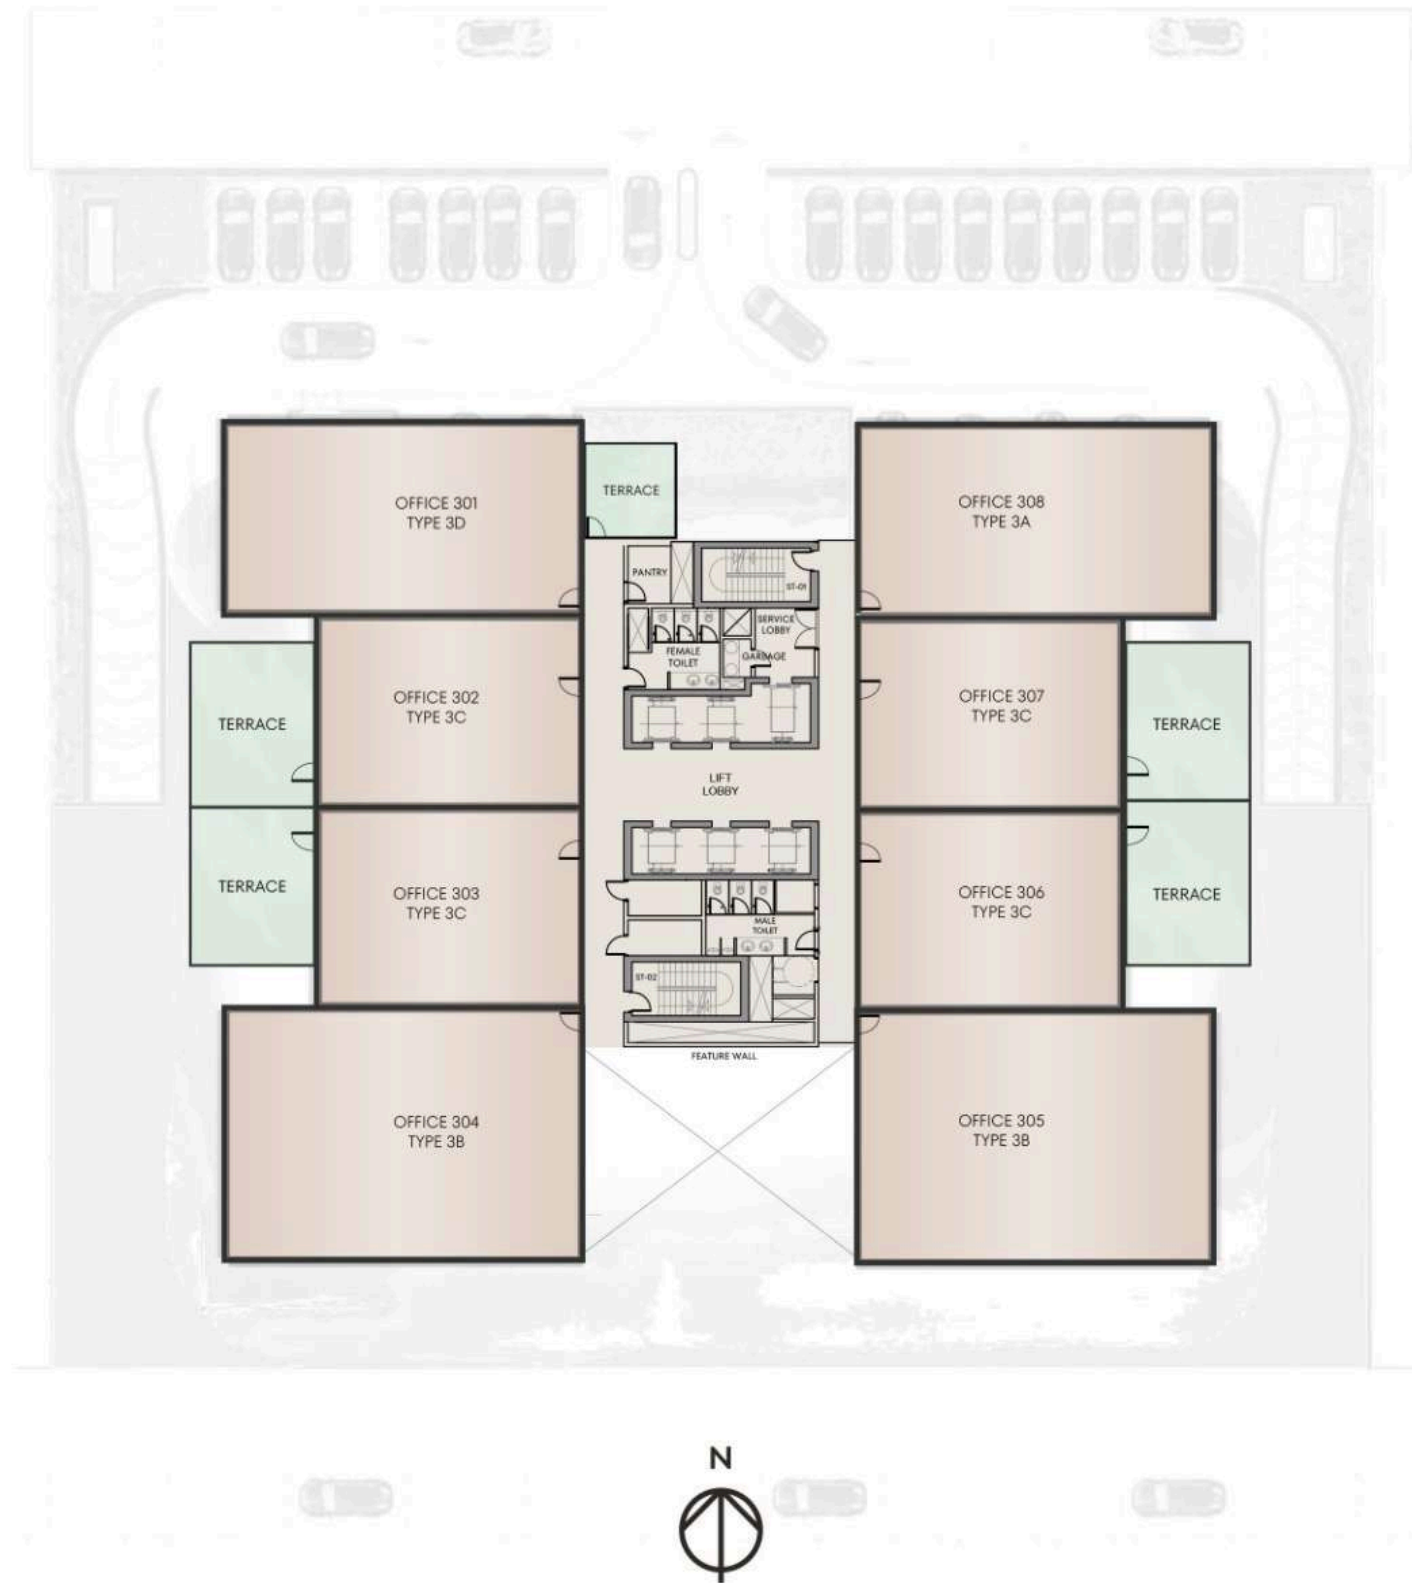 OFFICE 301
TYPE 3D
TERRACE
OFFICE 308
TYPE 3A
PANTRY
ST-01
SERVICE
LOBBY
FEMALE
TOILET
GARBAGE
OFFICE 302
TYPE 3C
OFFICE 307
TYPE 3C
TERRACE
TERRACE
LIFT
LOBBY
TERRACE
OFFICE 303
TYPE 3C
OFFICE 306
TYPE 3C
TERRACE
MALE
TOILET
ST-02
FEATURE WALL
OFFICE 304
TYPE 3B
OFFICE 305
TYPE 3B
N